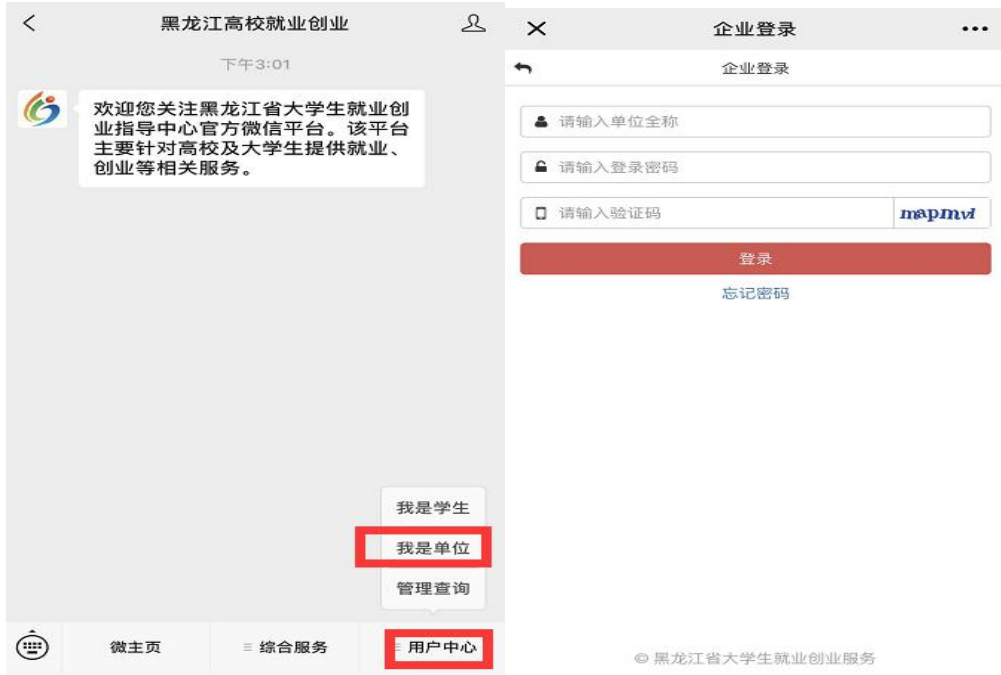 黑龙江高校就业创业
下午3:01
欢迎您关注黑龙江省大学生就业创
业指导中心官方微信平台。该平台
主要针对高校及大学生提供就业、
创业等相关服务。
我是学生
我是单位
管理查询
微主页
综合服务
用户中心
企业登录
企业登录
请输入单位全称
请输入登录密码
请输入验证码
mapmvl
登录
忘记密码
© 黑龙江省大学生就业创业服务